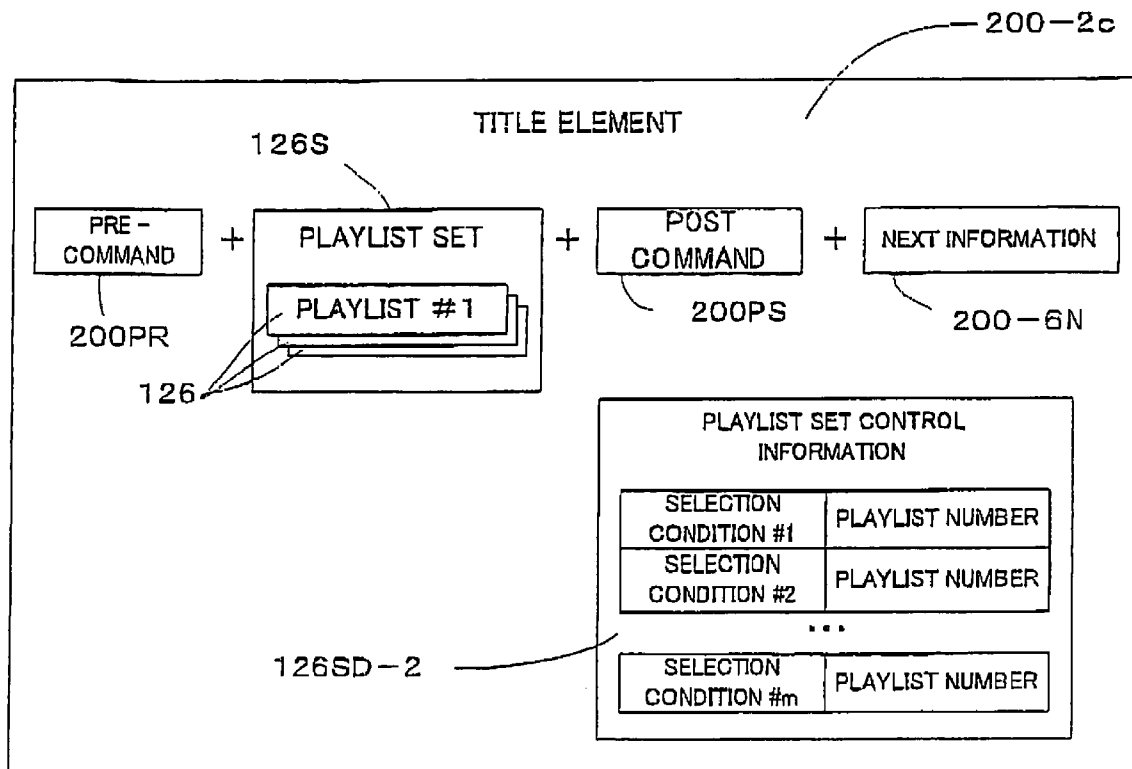 200-2c
TITLE ELEMENT
126S
PRE-
COMMAND
+
PLAYLIST SET
+
POST
COMMAND
+
NEXT INFORMATION
PLAYLIST #1
200PR
200PS
200-6N
126
PLAYLIST SET CONTROL
INFORMATION
SELECTION
CONDITION #1
PLAYLIST NUMBER
SELECTION
CONDITION #2
PLAYLIST NUMBER
...
126SD-2
SELECTION
CONDITION #m
PLAYLIST NUMBER